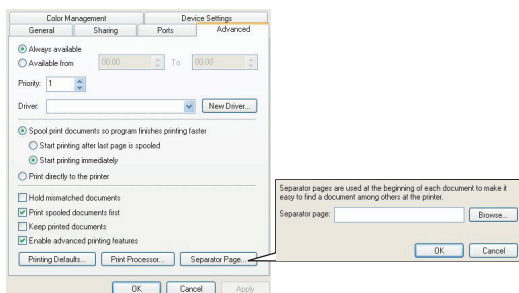 Color Management Device Settings
General Sharing Ports Advanced
Always available
Available from 00:00 To 00:00
Priority: 1
Driver: New Driver...
Spool print documents so program finishes printing faster
Start printing after last page is spooled
Start printing immediately
Print directly to the printer
Hold mismatched documents
Print spooled documents first
Keep printed documents
Enable advanced printing features
Printing Defaults... Print Processor... Separator Page...
OK Cancel Apply
Separator pages are used at the beginning of each document to make it
easy to find a document among others at the printer.
Separator page: Browse...
OK Cancel